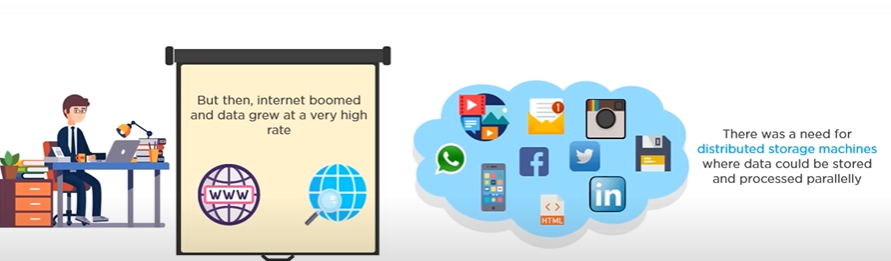 But then, internet boomed
and data grew at a very high
rate
WWW
1
f
in
<>
HTML
There was a need for
distributed storage machines
where data could be stored
and processed parallelly